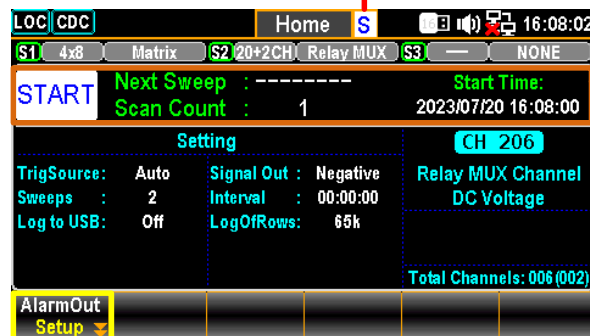 LOC CDC Home S 16:08:02
S1 4x8 Matrix S2 20+2CH Relay MUX S3 — NONE
START Next Sweep : -------- Start Time:
Scan Count : 1 2023/07/20 16:08:00
Setting CH 206
TrigSource: Auto Signal Out : Negative Relay MUX Channel
Sweeps : 2 Interval : 00:00:00 DC Voltage
Log to USB: Off LogOfRows: 65k
Total Channels: 006(002)
AlarmOut
Setup